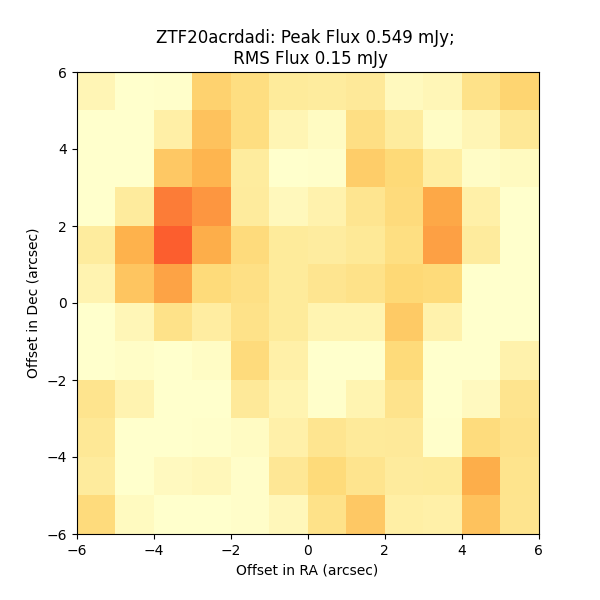 ZTF20acrdadi: Peak Flux 0.549 mJy;
RMS Flux 0.15 mJy
6
4
2
0
−2
−4
−6
Offset in Dec (arcsec)
−6 −4 −2 0 2 4 6
Offset in RA (arcsec)